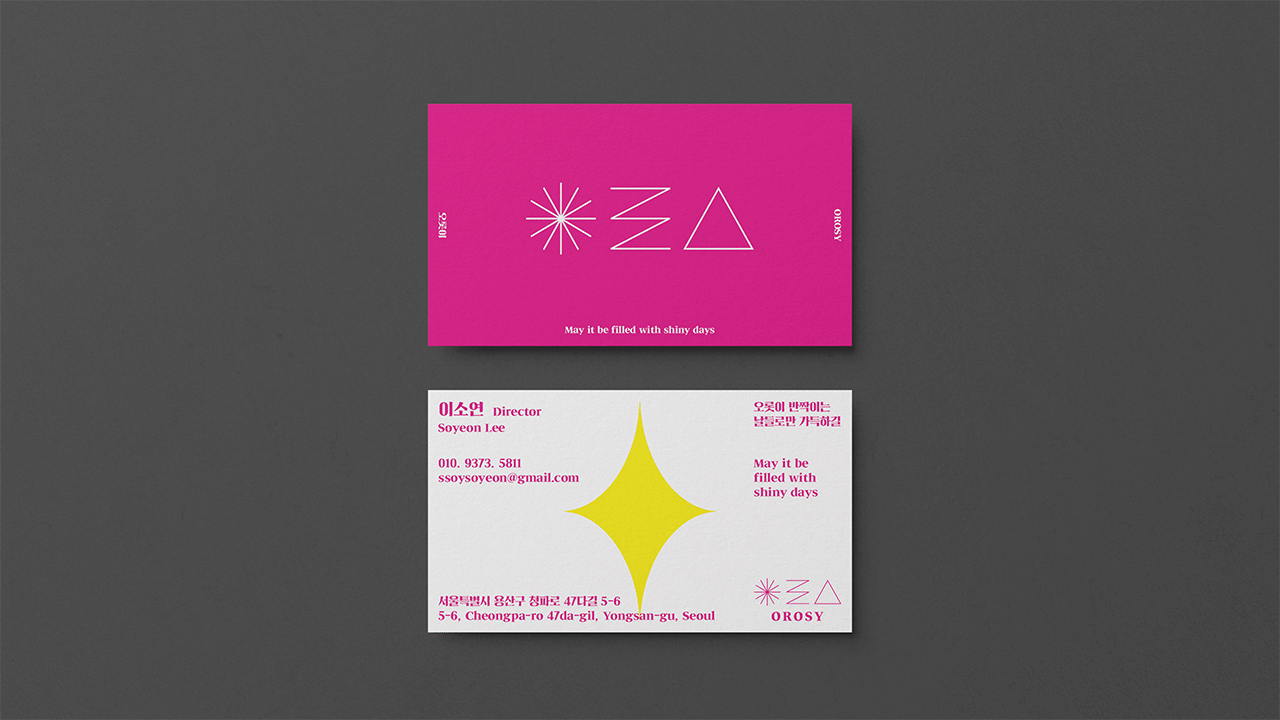 오롯이
OROSY
May it be filled with shiny days
이소연 Director
Soyeon Lee
010. 9373. 5811
ssoysoyeon@gmail.com
오롯이 반짝이는
날들로만 가득하길
May it be
filled with
shiny days
서울특별시 용산구 청파로 47다길 5-6
5-6, Cheongpa-ro 47da-gil, Yongsan-gu, Seoul
OROSY